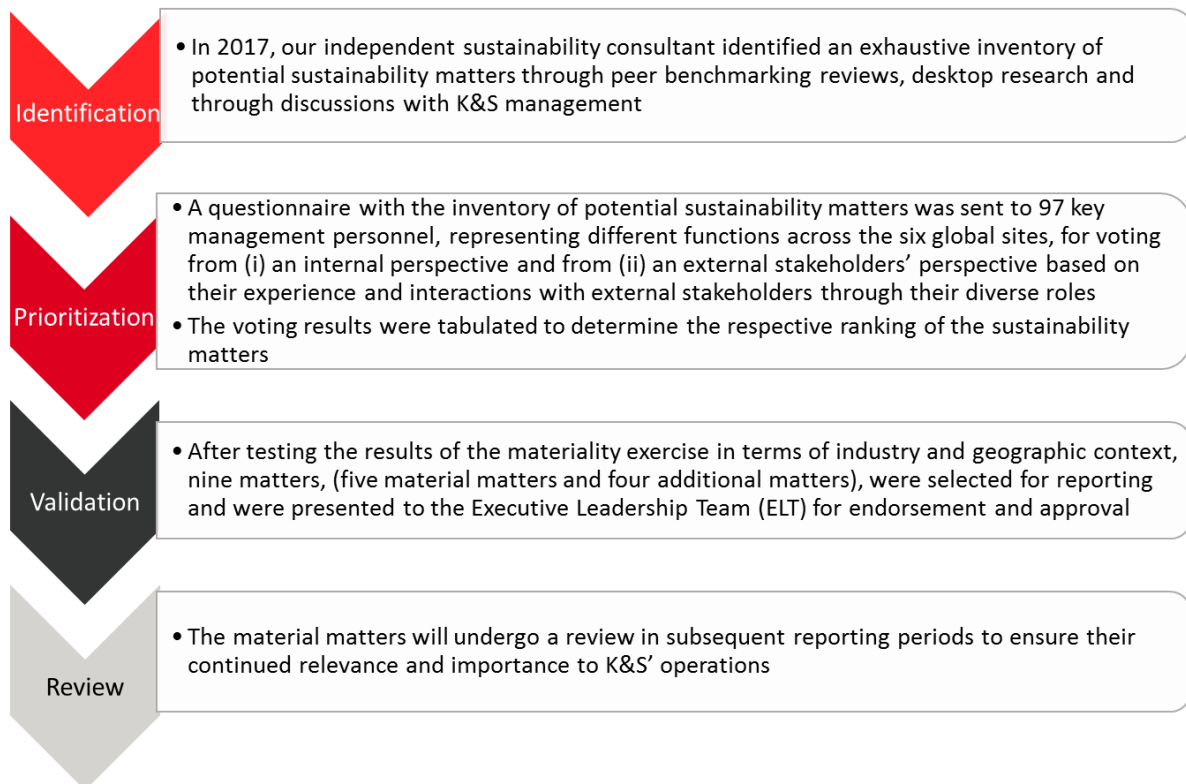 Identification
• In 2017, our independent sustainability consultant identified an exhaustive inventory of
potential sustainability matters through peer benchmarking reviews, desktop research and
through discussions with K&S management
Prioritization
• A questionnaire with the inventory of potential sustainability matters was sent to 97 key
management personnel, representing different functions across the six global sites, for voting
from (i) an internal perspective and from (ii) an external stakeholders’ perspective based on
their experience and interactions with external stakeholders through their diverse roles
• The voting results were tabulated to determine the respective ranking of the sustainability
matters
Validation
• After testing the results of the materiality exercise in terms of industry and geographic context,
nine matters, (five material matters and four additional matters), were selected for reporting
and were presented to the Executive Leadership Team (ELT) for endorsement and approval
Review
• The material matters will undergo a review in subsequent reporting periods to ensure their
continued relevance and importance to K&S’ operations